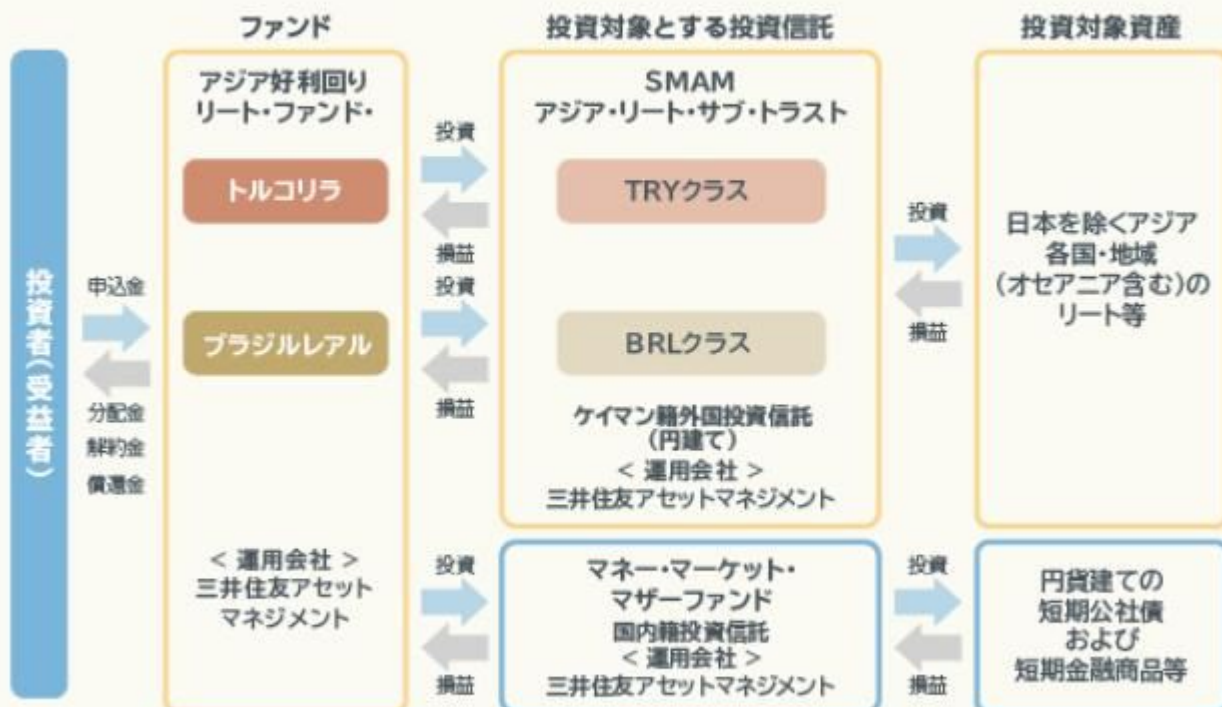 ファンド
投資対象とする投資信託
投資対象資産
投資者(受益者)
申込金
分配金
解約金
償還金
アジア好利回り
リート・ファンド・
トルコリラ
ブラジルレアル
< 運用会社 >
三井住友アセット
マネジメント
投資
損益
投資
損益
投資
損益
SMAM
アジア・リート・サブ・トラスト
TRYクラス
BRLクラス
ケイマン籍外国投資信託
(円建て)
< 運用会社 >
三井住友アセットマネジメント
マネー・マーケット・
マザーファンド
国内籍投資信託
< 運用会社 >
三井住友アセットマネジメント
投資
損益
投資
損益
日本を除くアジア
各国・地域
(オセアニア含む)の
リート等
円貨建ての
短期公社債
および
短期金融商品等